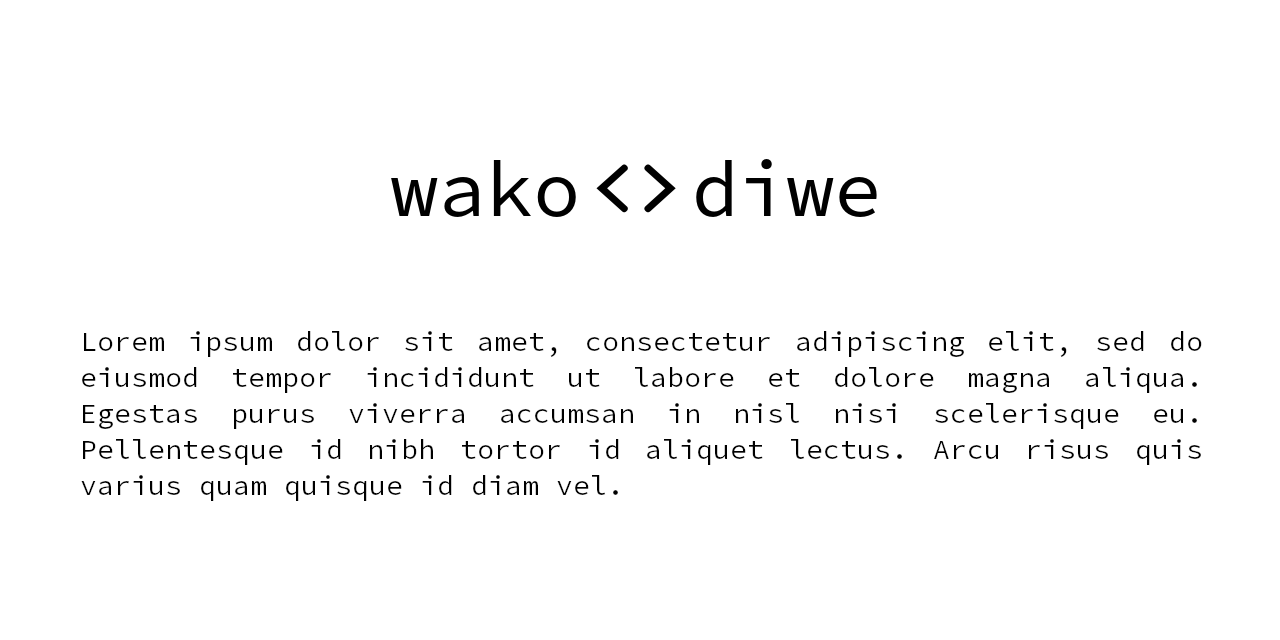 wako<>diwe
Lorem ipsum dolor sit amet, consectetur adipiscing elit, sed do
eiusmod tempor incididunt ut labore et dolore magna aliqua.
Egestas purus viverra accumsan in nisl nisi scelerisque eu.
Pellentesque id nibh tortor id aliquet lectus. Arcu risus quis
varius quam quisque id diam vel.